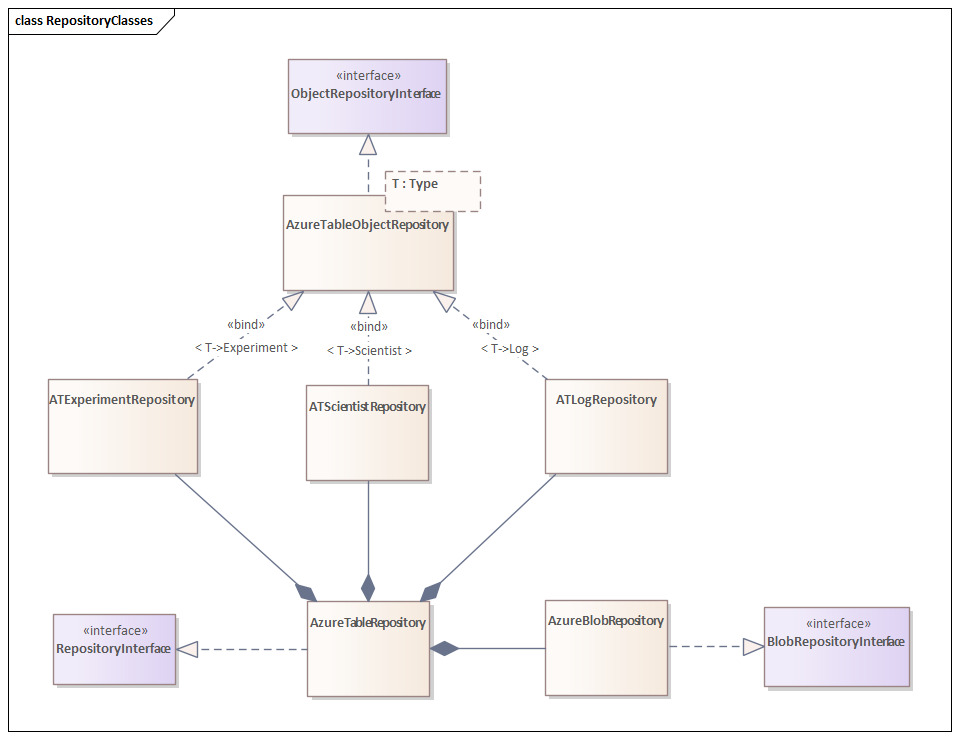 class RepositoryClasses
«interface»
ObjectRepositoryInterface
T : Type
AzureTableObjectRepository
«bind»
< T->Experiment >
«bind»
< T->Scientist >
«bind»
< T->Log >
ATExperimentRepository
ATScientistRepository
ATLogRepository
«interface»
RepositoryInterface
AzureTableRepository
AzureBlobRepository
«interface»
BlobRepositoryInterface